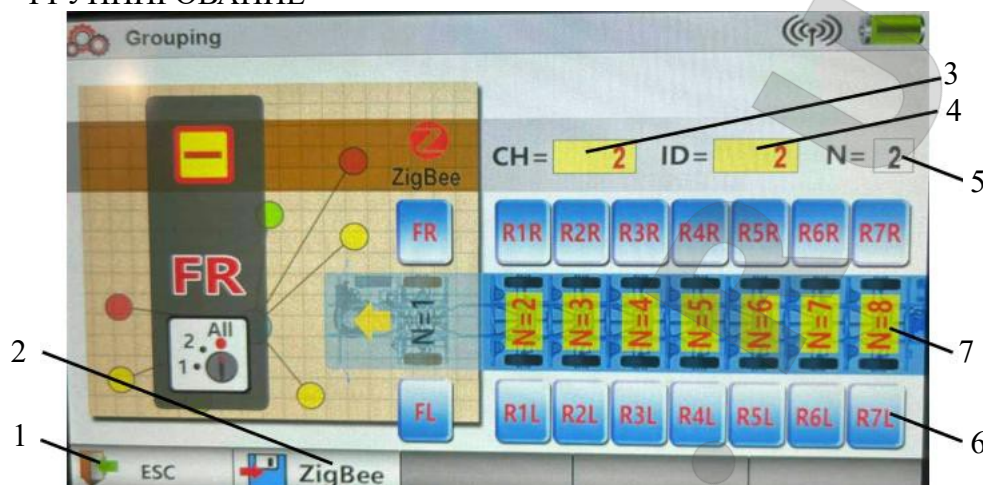 ГРУППИРОВАНИЕ
Grouping
3
4
5
ZigBee
CH= 2 ID= 2 N= 2
FR R1R R2R R3R R4R R5R R6R R7R
FR
N=1 N=2 N=3 N=4 N=5 N=6 N=7 N=8
7
All
2
1
2
FL R1L R2L R3L R4L R5L R6L R7L
6
1
ESC ZigBee